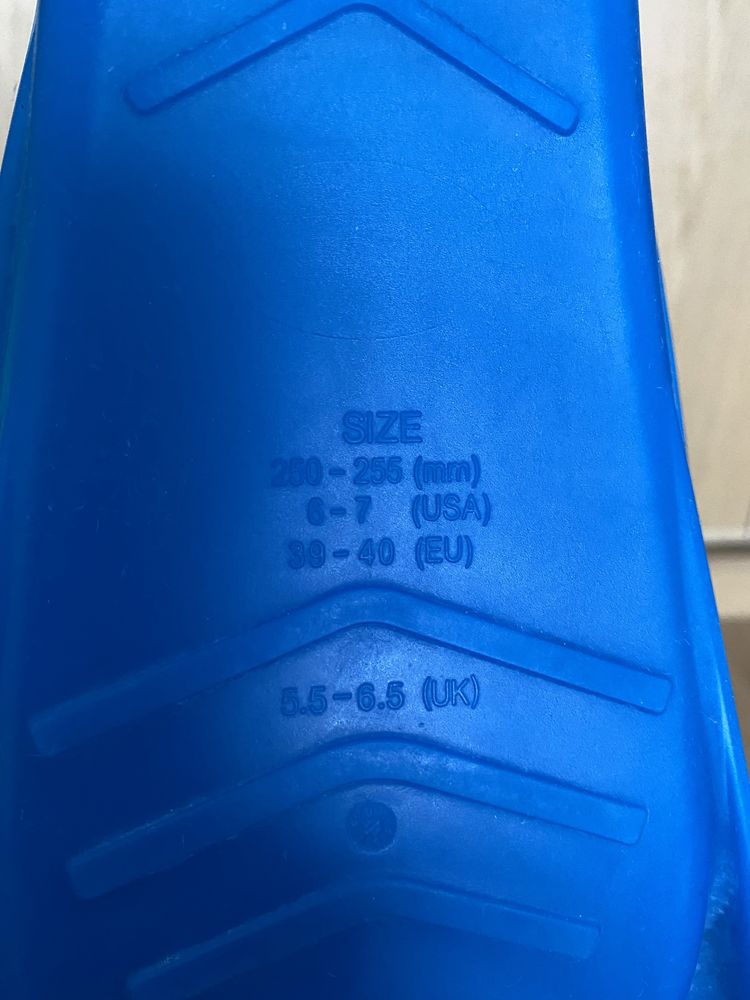 SIZE
250-255 (mm)
6-7 (USA)
39-40 (EU)
5.5-6.5 (UK)